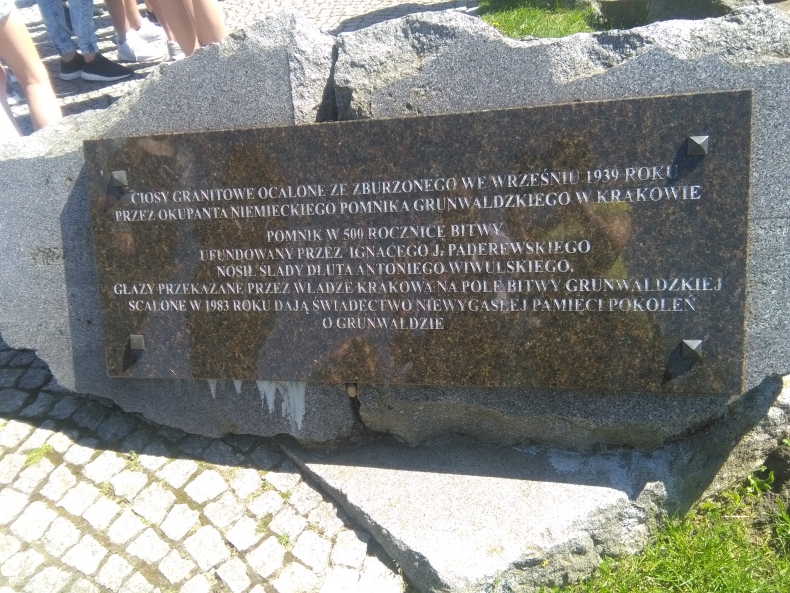 CIOSY GRANITOWE OCALONE ZE ZBURZONEGO WE WRZEŚNIU 1939 ROKU
PRZEZ OKUPANTA NIEMIECKIEGO POMNIKA GRUNWALDZKIEGO W KRAKOWIE
POMNIK W 500 ROCZNICĘ BITWY
UFUNDOWANY PRZEZ IGNACEGO J. PADEREWSKIEGO
NOSIŁ ŚLADY DŁUTA ANTONIEGO WIWULSKIEGO.
GŁAZY PRZEKAZANE PRZEZ WŁADZE KRAKOWA NA POLE BITWY GRUNWALDZKIEJ
SCALONE W 1983 ROKU DAJĄ ŚWIADECTWO NIEWYGASŁEJ PAMIĘCI POKOLEŃ
O GRUNWALDZIE